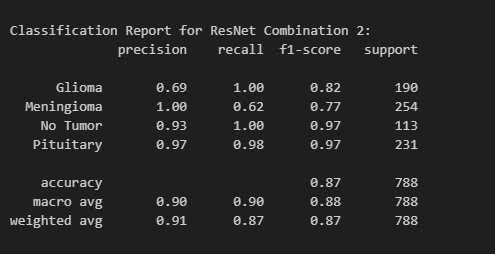 Classification Report for ResNet Combination 2:
precision recall f1-score support
Glioma 0.69 1.00 0.82 190
Meningioma 1.00 0.62 0.77 254
No Tumor 0.93 1.00 0.97 113
Pituitary 0.97 0.98 0.97 231
accuracy 0.87 788
macro avg 0.90 0.90 0.88 788
weighted avg 0.91 0.87 0.87 788